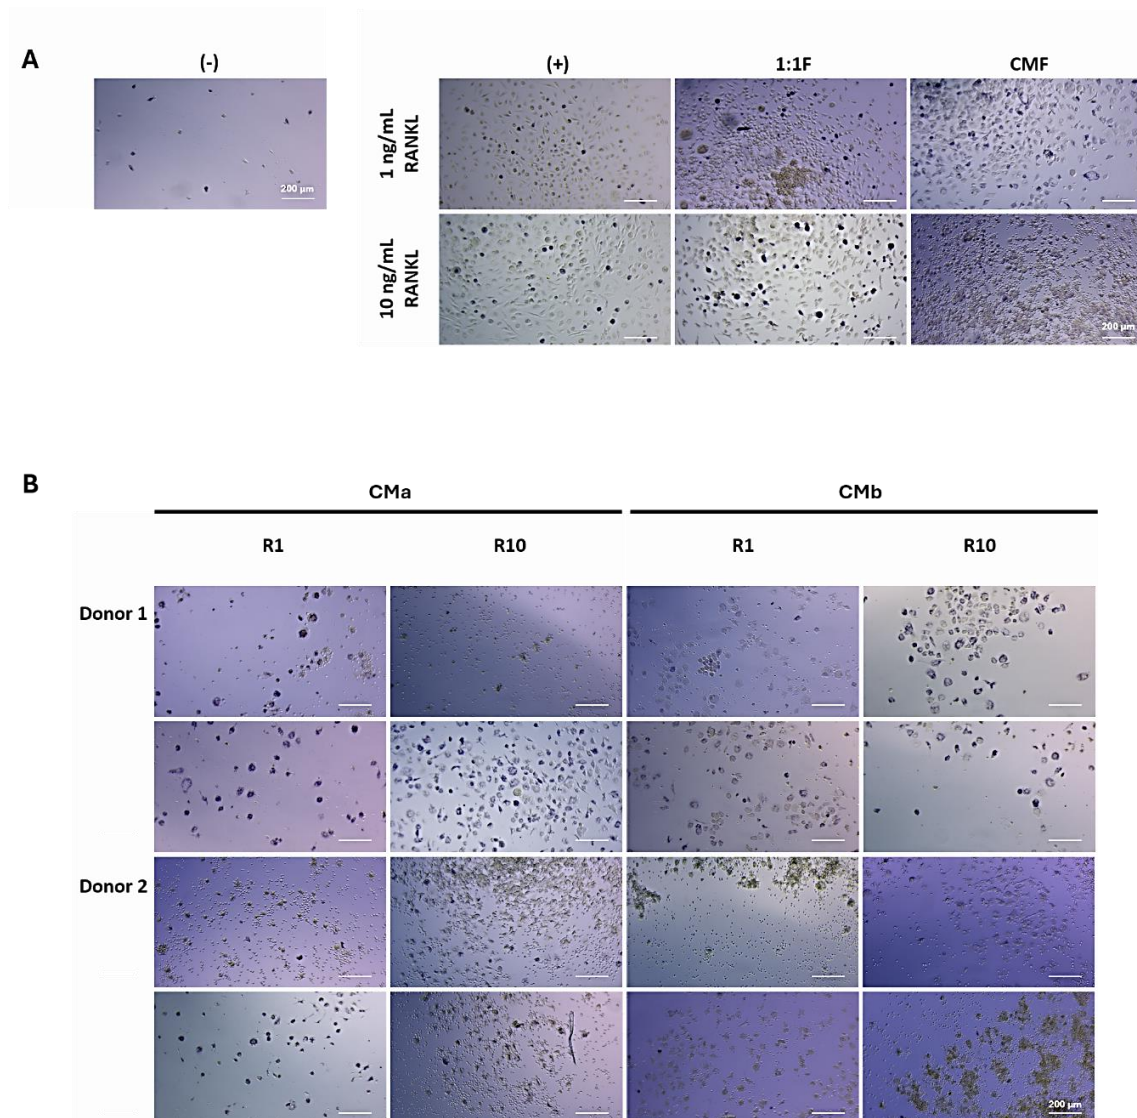 A
(-)
(+)
1:1F
CMF
1 ng/mL
RANKL
200 µm
10 ng/mL
RANKL
200 µm
B
CMa
CMb
R1
R10
R1
R10
Donor 1
Donor 2
200 µm